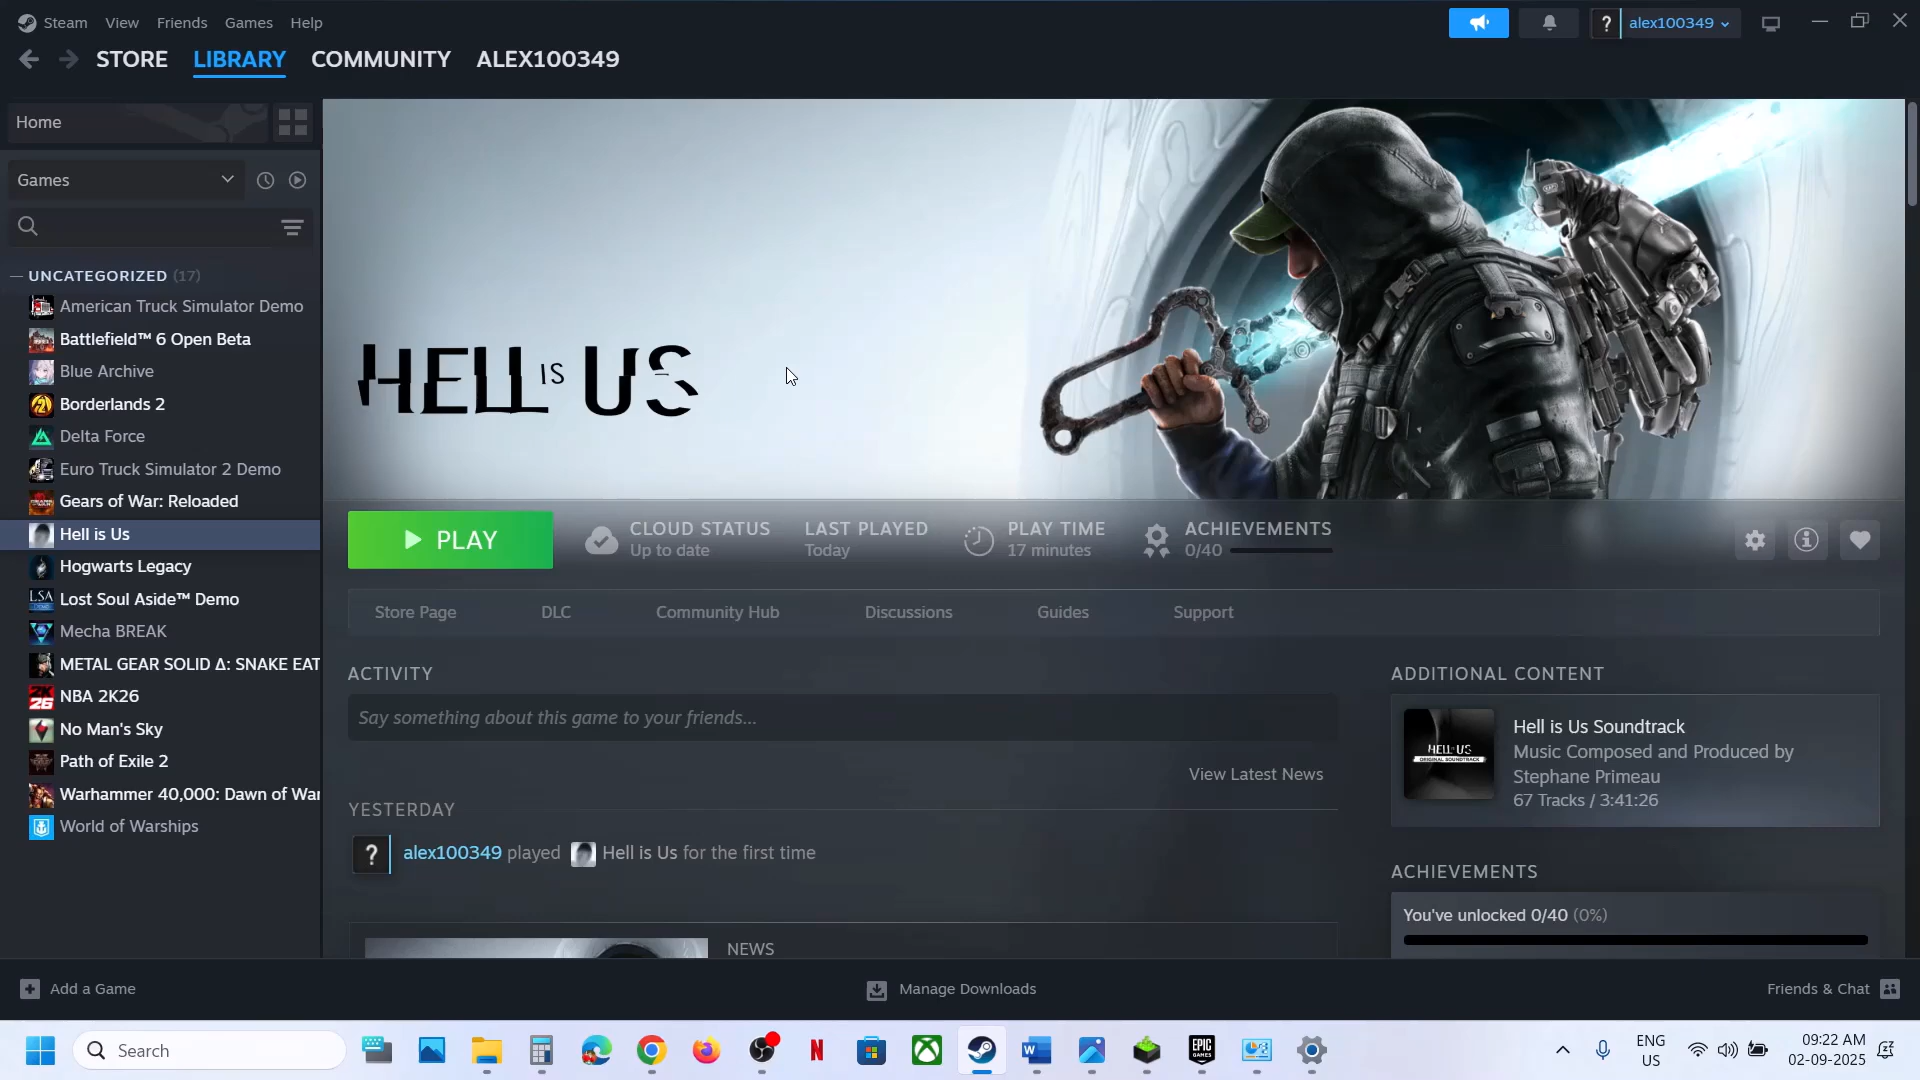 Steam View Friends Games Help
alex100349
STORE LIBRARY COMMUNITY ALEX100349
Home
Games
UNCATEGORIZED (17)
American Truck Simulator Demo
Battlefield™ 6 Open Beta
Blue Archive
Borderlands 2
Delta Force
Euro Truck Simulator 2 Demo
Gears of War: Reloaded
Hell is Us
Hogwarts Legacy
Lost Soul Aside™ Demo
Mecha BREAK
METAL GEAR SOLID Δ: SNAKE EAT
NBA 2K26
No Man's Sky
Path of Exile 2
Warhammer 40,000: Dawn of War
World of Warships
HELL IS US
PLAY
CLOUD STATUS
Up to date
LAST PLAYED
Today
PLAY TIME
17 minutes
ACHIEVEMENTS
0/40
Store Page DLC Community Hub Discussions Guides Support
ACTIVITY
Say something about this game to your friends...
View Latest News
YESTERDAY
alex100349 played Hell is Us for the first time
NEWS
ADDITIONAL CONTENT
HELL IS US
ORIGINAL SOUNDTRACK
Hell is Us Soundtrack
Music Composed and Produced by
Stephane Primeau
67 Tracks / 3:41:26
ACHIEVEMENTS
You've unlocked 0/40 (0%)
Add a Game
Manage Downloads
Friends & Chat
Search
ENG
US
09:22 AM
02-09-2025